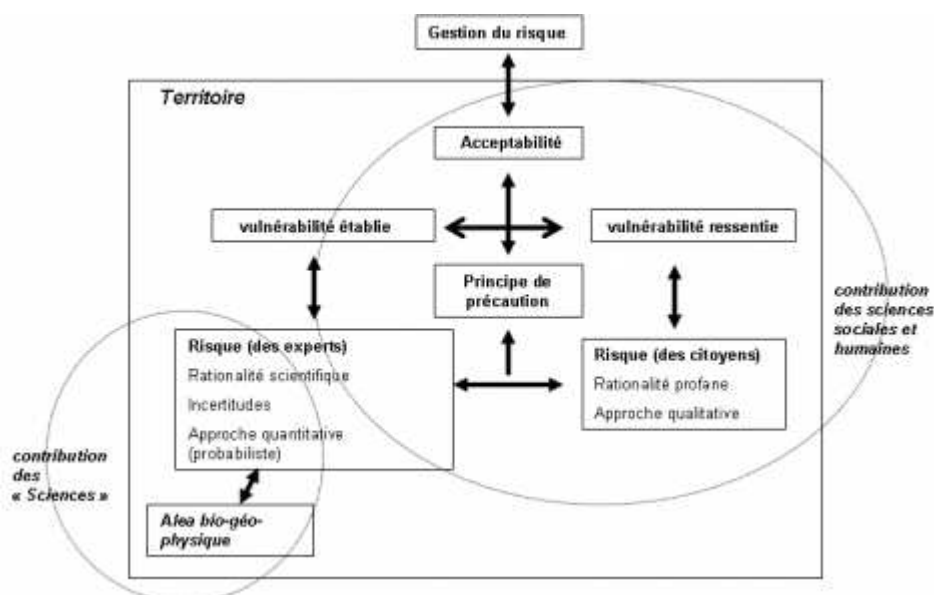 Gestion du risque
Territoire
Acceptabilité
vulnérabilité établie
vulnérabilité ressentie
Principe de
précaution
contribution
des sciences
sociales et
humaines
Risque (des experts)
Rationalité scientifique
Incertitudes
Approche quantitative
(probabiliste)
Risque (des citoyens)
Rationalité profane
Approche qualitative
contribution
des
« Sciences »
Alea bio-géo-
physique